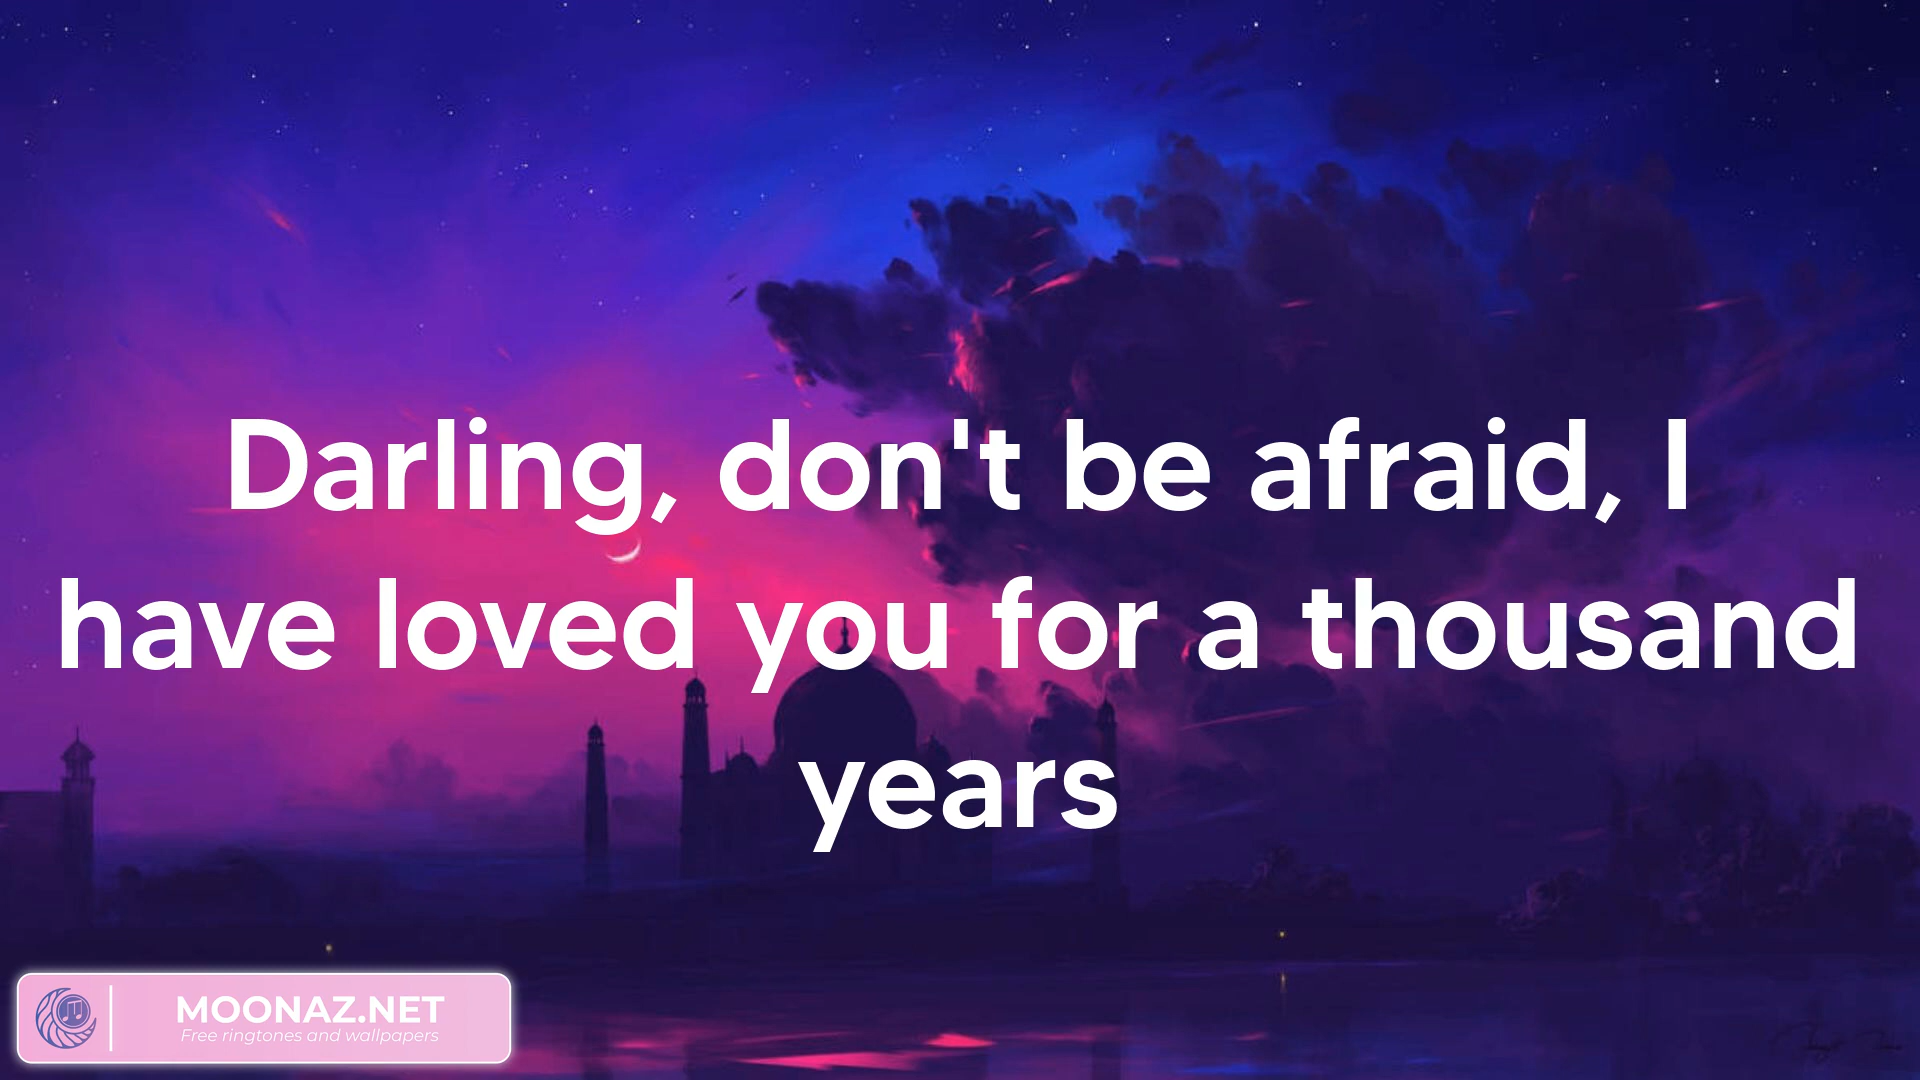 Darling, don't be afraid, I
have loved you for a thousand
years
MOONAZ.NET
Free ringtones and wallpapers